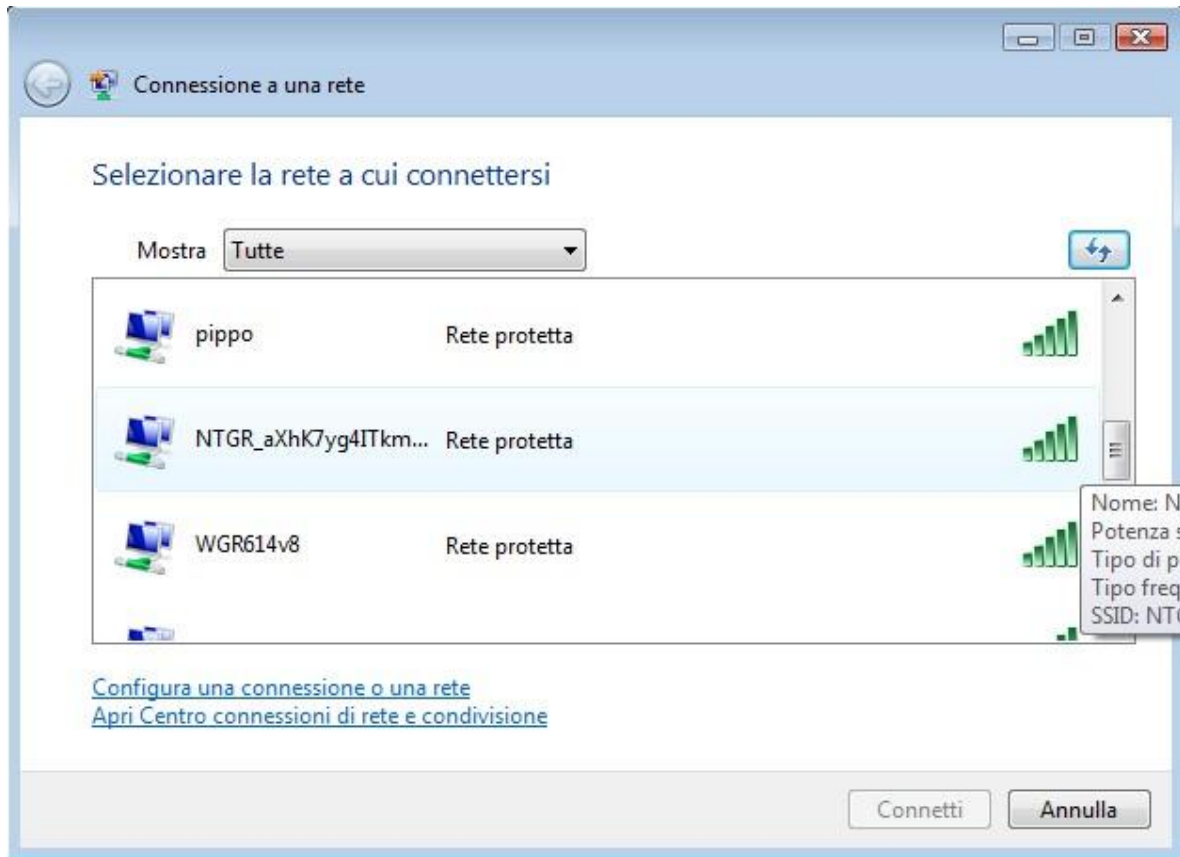 Connessione a una rete
Selezionare la rete a cui connettersi
Mostra Tutte
pippo Rete protetta
NTGR_aXhK7yg4ITkm... Rete protetta
WGR614v8 Rete protetta
Nome: N
Potenza s
Tipo di p
Tipo freq
SSID: NTG
Configura una connessione o una rete
Apri Centro connessioni di rete e condivisione
Connetti Annulla